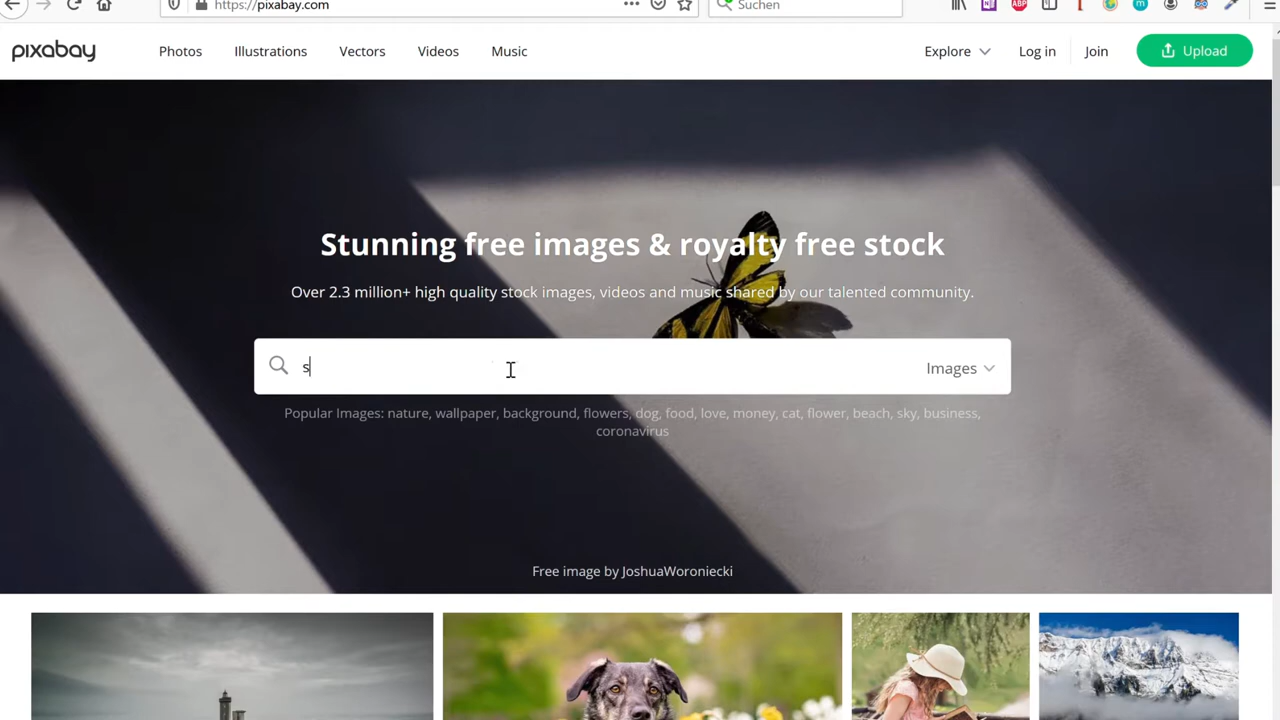 https://pixabay.com
Suchen
pixabay
Photos Illustrations Vectors Videos Music
Explore Log in Join Upload
Stunning free images & royalty free stock
Over 2.3 million+ high quality stock images, videos and music shared by our talented community.
s Images
Popular Images: nature, wallpaper, background, flowers, dog, food, love, money, cat, flower, beach, sky, business,
coronavirus
Free image by JoshuaWoroniecki